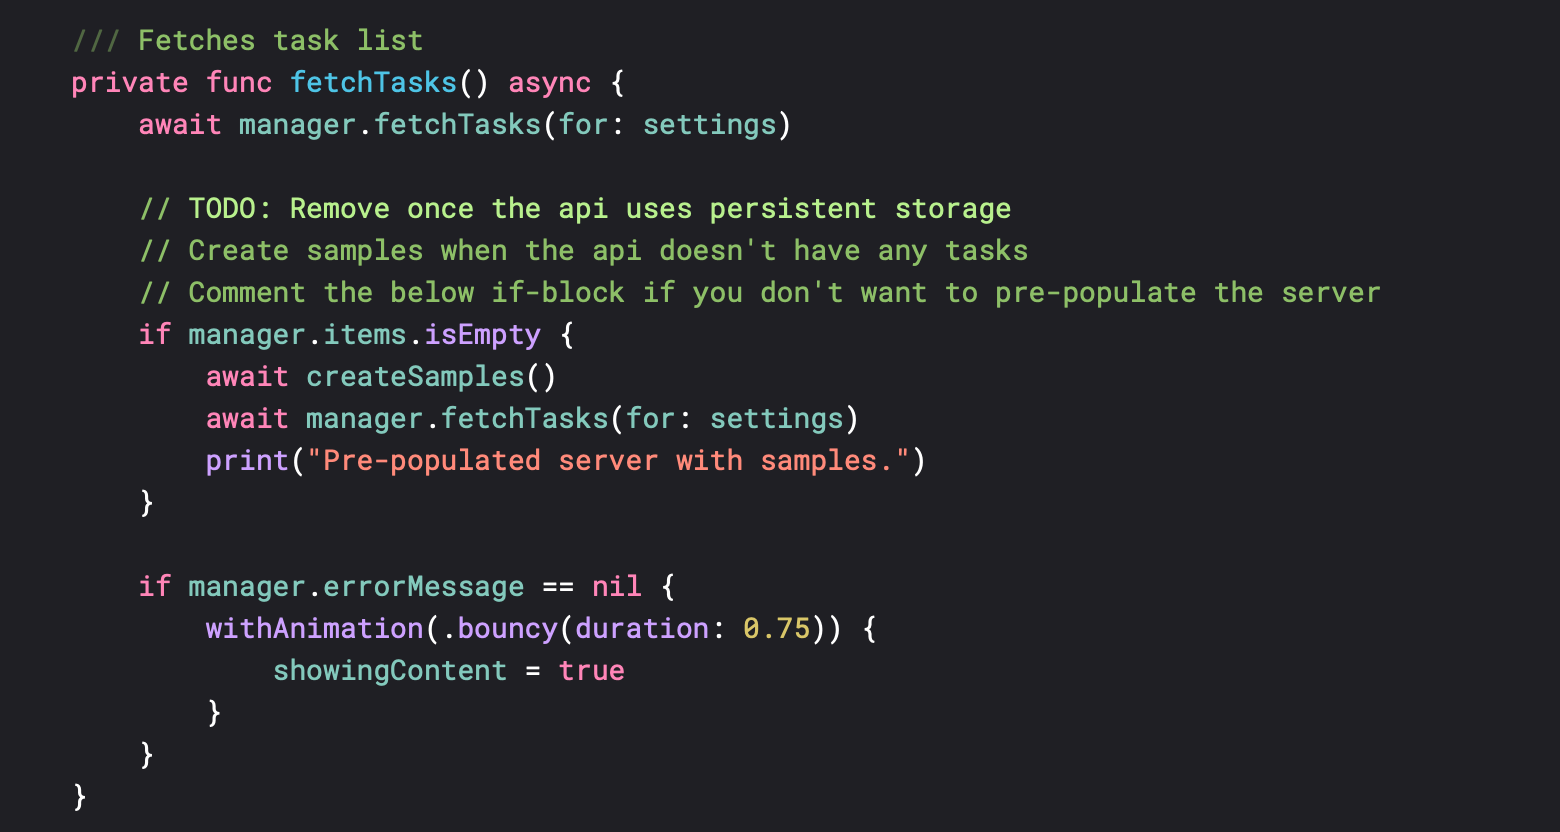 /// Fetches task list
private func fetchTasks() async {
    await manager.fetchTasks(for: settings)

    // TODO: Remove once the api uses persistent storage
    // Create samples when the api doesn't have any tasks
    // Comment the below if-block if you don't want to pre-populate the server
    if manager.items.isEmpty {
        await createSamples()
        await manager.fetchTasks(for: settings)
        print("Pre-populated server with samples.")
    }

    if manager.errorMessage == nil {
        withAnimation(.bouncy(duration: 0.75)) {
            showingContent = true
        }
    }
}